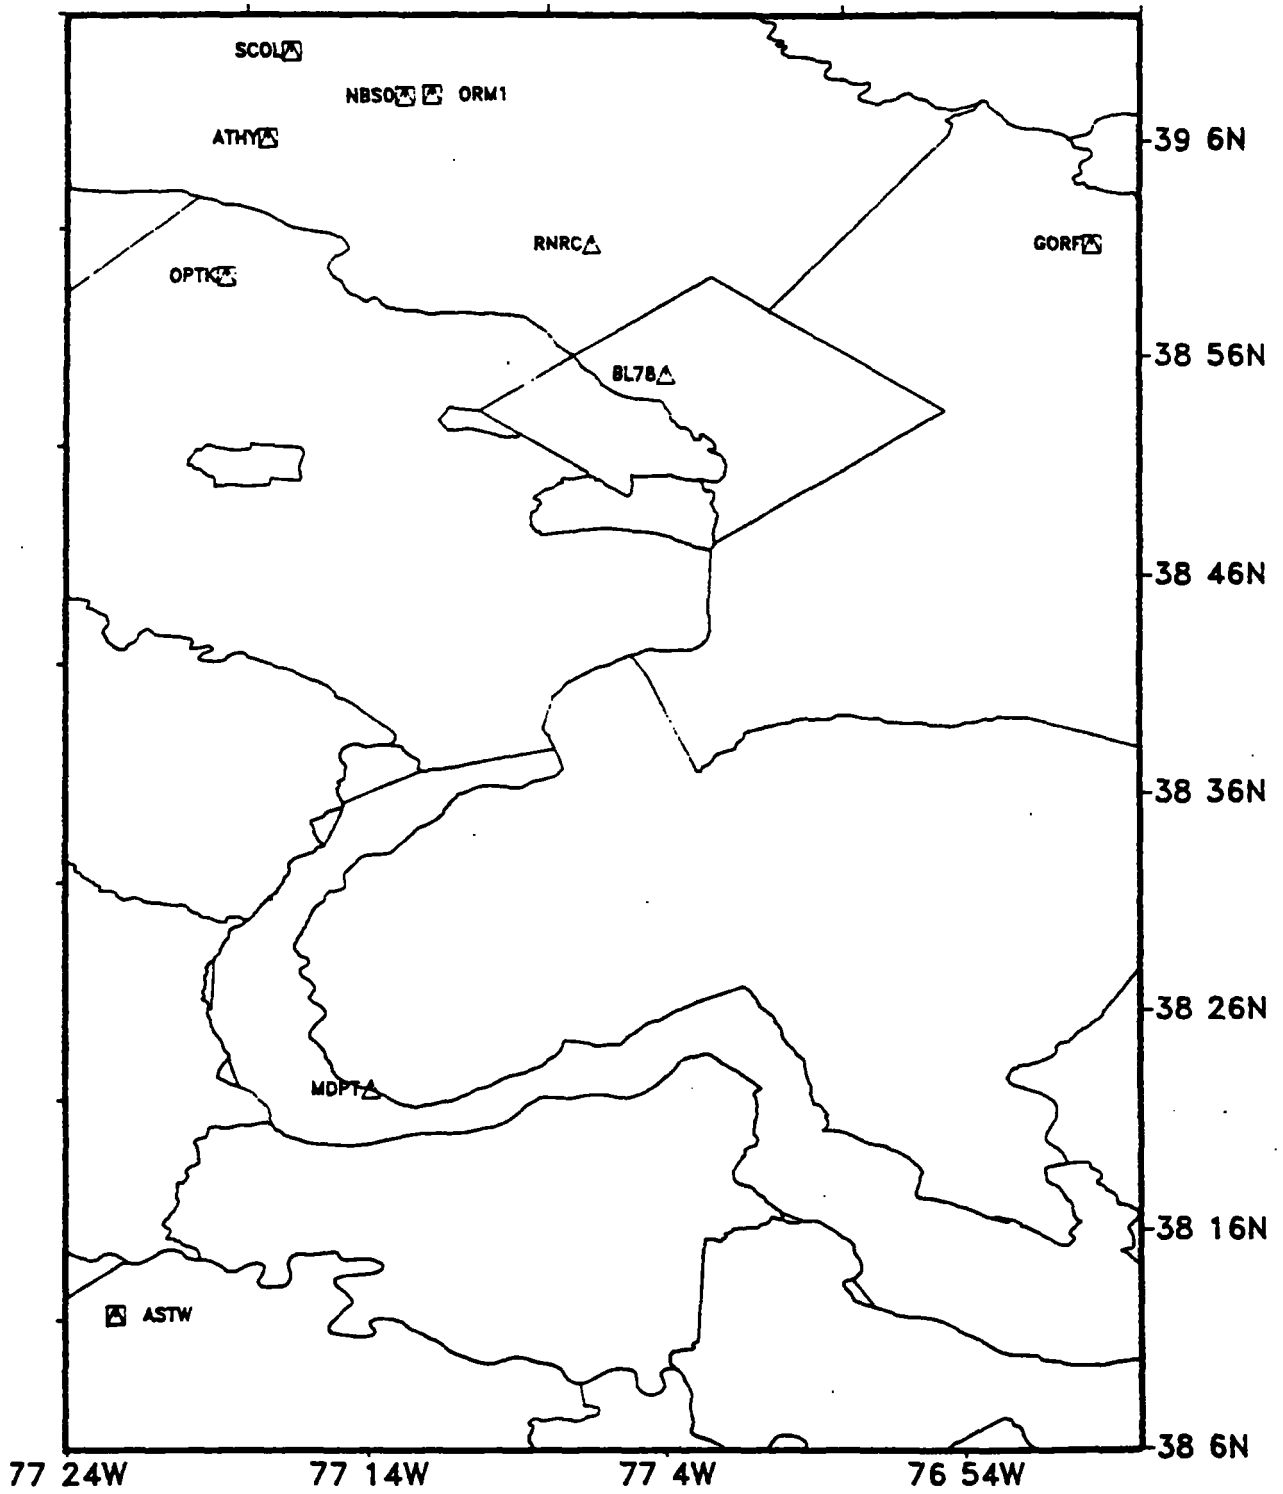 SCOL
NBSO
ORM1
ATHY
39 6N
RNRC
GORF
OPTK
38 56N
BL78
38 46N
38 36N
38 26N
MDPT
38 16N
ASTW
38 6N
77 24W
77 14W
77 4W
76 54W